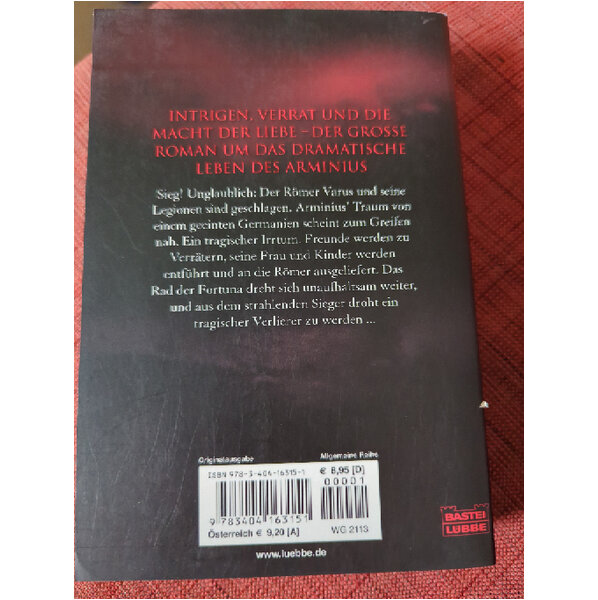 INTRIGEN, VERRAT UND DIE
MACHT DER LIEBE – DER GROSSE
ROMAN UM DAS DRAMATISCHE
LEBEN DES ARMINIUS
Sieg! Unglaublich: Der Römer Varus und seine
Legionen sind geschlagen. Arminius' Traum von
einem geeinten Germanien scheint zum Greifen
nah. Ein tragischer Irrtum. Freunde werden zu
Verrätern, seine Frau und Kinder werden
entführt und an die Römer ausgeliefert. Das
Rad der Fortuna dreht sich unaufhaltsam weiter,
und aus dem strahlenden Sieger droht ein
tragischer Verlierer zu werden ...
Originalausgabe
Allgemeine Reihe
ISBN 978-3-404-16315-1
€ 8,95 [D]
00001
9 783404 163151
Österreich € 9,20 [A]
WG 2113
www.luebbe.de
BASTEI
LÜBBE